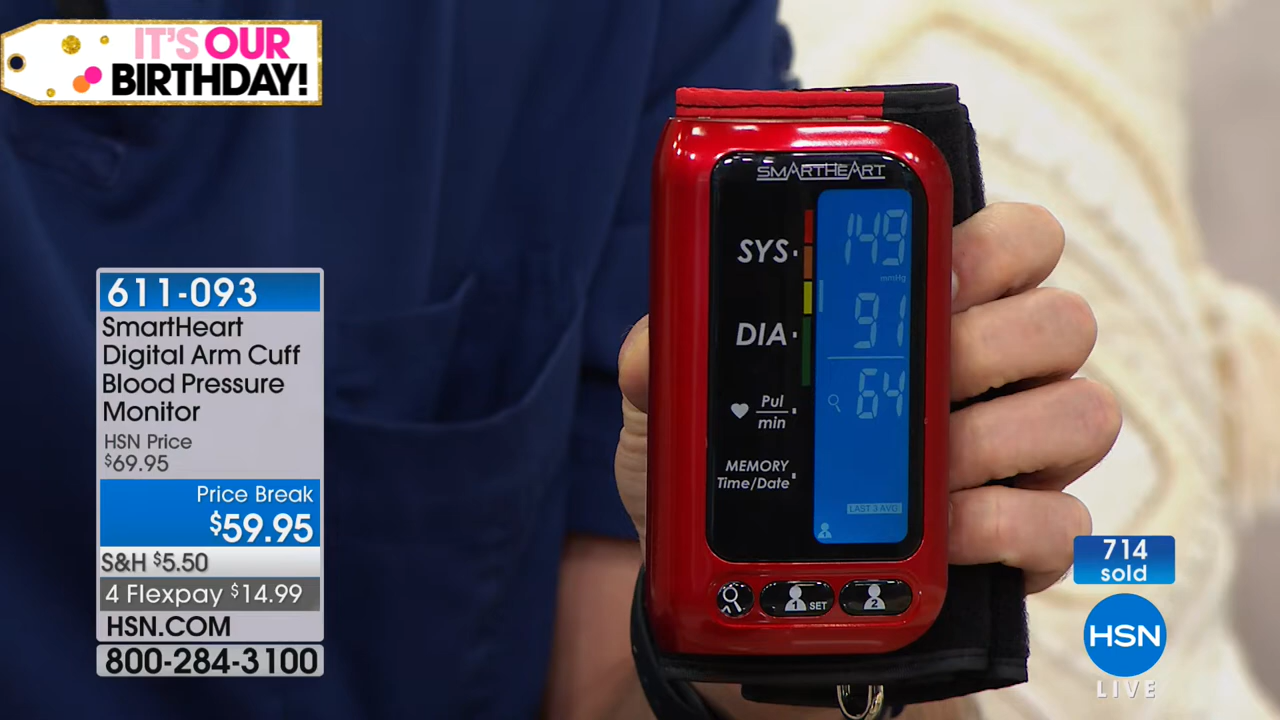 IT'S OUR
BIRTHDAY!
611-093
SmartHeart
Digital Arm Cuff
Blood Pressure
Monitor
HSN Price
$69.95
Price Break
$59.95
S&H $5.50
4 Flexpay $14.99
HSN.COM
800-284-3100
SMARTHEART
SYS
149
mmHg
DIA
91
Pul
min
64
MEMORY
Time/Date
LAST 3 AVG
1
1 SET
2
714
sold
HSN
LIVE